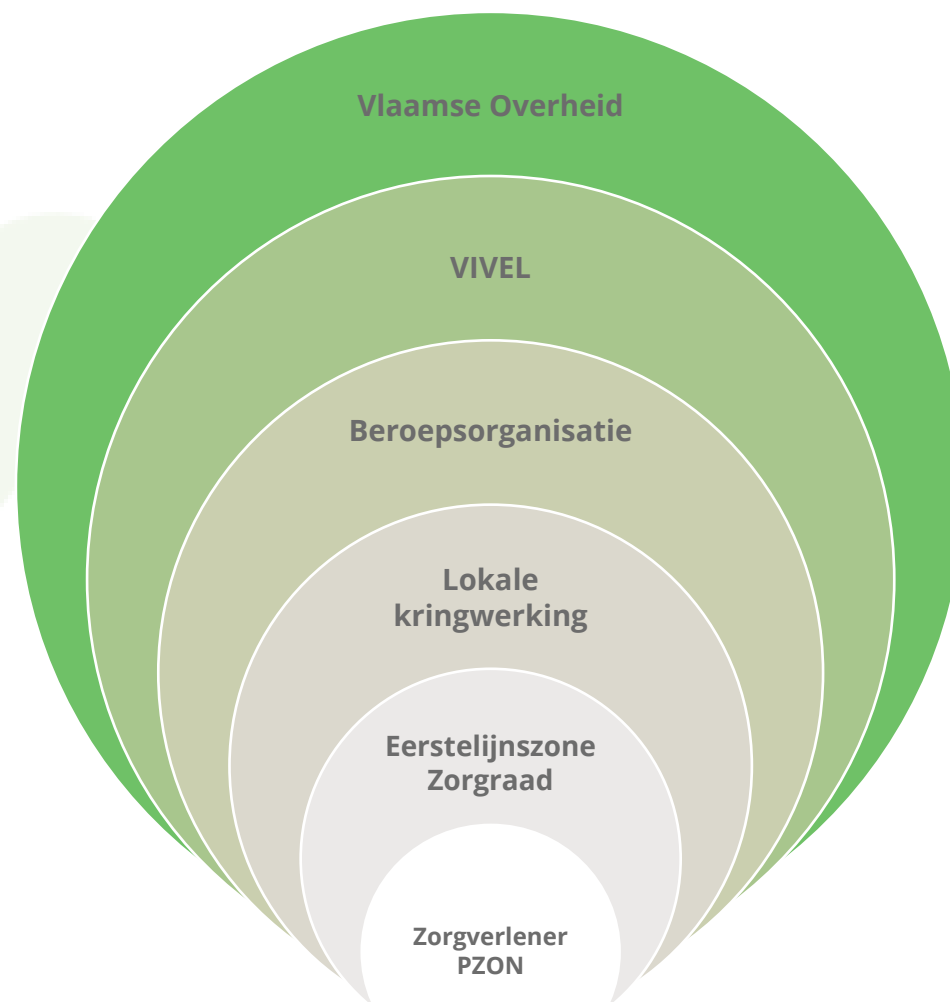 Vlaamse Overheid
VIVEL
Beroepsorganisatie
Lokale
kringwerking
Eerstelijnszone
Zorgraad
Zorgverlener
PZON